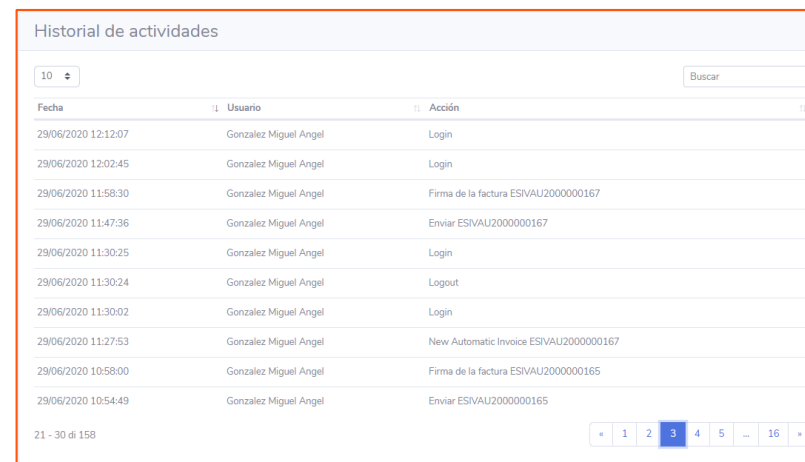 Historial de actividades
10
Buscar
Fecha Usuario Acción
29/06/2020 12:12:07 Gonzalez Miguel Angel Login
29/06/2020 12:02:45 Gonzalez Miguel Angel Login
29/06/2020 11:58:30 Gonzalez Miguel Angel Firma de la factura ESIVAU2000000167
29/06/2020 11:47:36 Gonzalez Miguel Angel Enviar ESIVAU2000000167
29/06/2020 11:30:25 Gonzalez Miguel Angel Login
29/06/2020 11:30:24 Gonzalez Miguel Angel Logout
29/06/2020 11:30:02 Gonzalez Miguel Angel Login
29/06/2020 11:27:53 Gonzalez Miguel Angel New Automatic Invoice ESIVAU2000000167
29/06/2020 10:58:00 Gonzalez Miguel Angel Firma de la factura ESIVAU2000000165
29/06/2020 10:54:49 Gonzalez Miguel Angel Enviar ESIVAU2000000165
21 - 30 di 158 « 1 2 3 4 5 ... 16 »